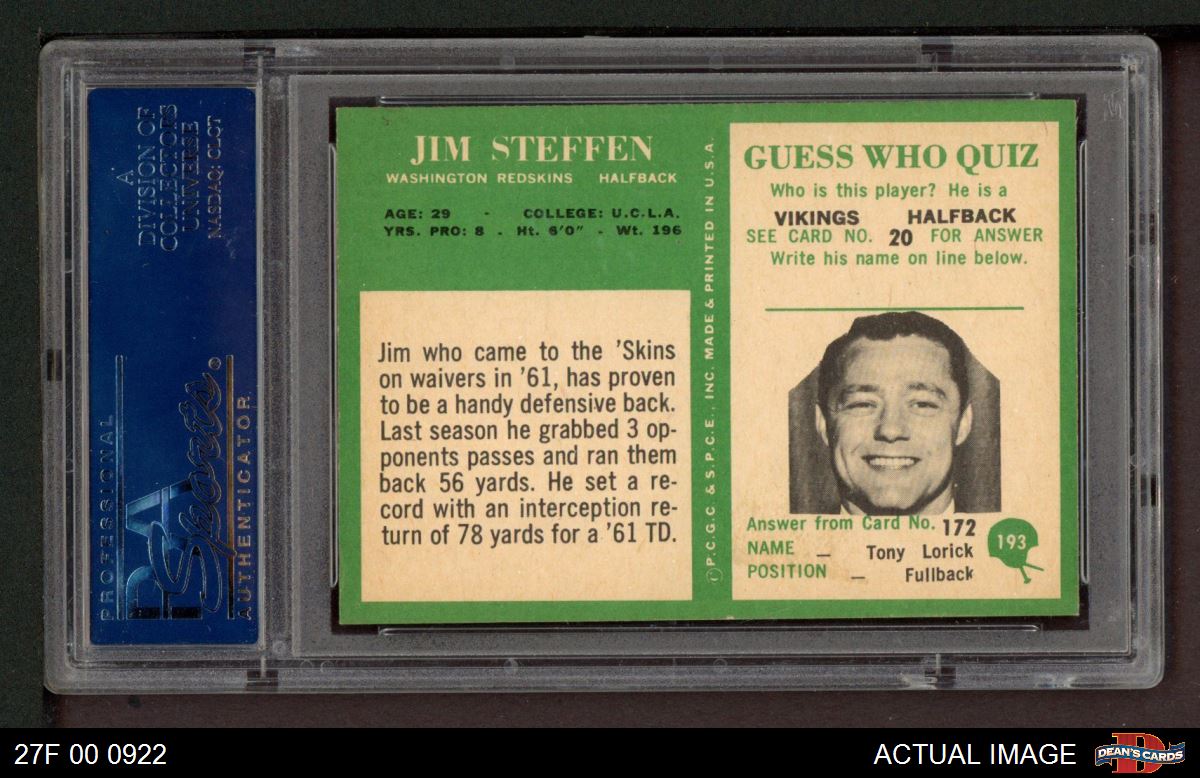 A
DIVISION OF
COLLECTORS
UNIVERSE
NASDAQ: CLCT
PROFESSIONAL
PSA
Sports
AUTHENTICATOR
JIM STEFFEN
WASHINGTON REDSKINS HALFBACK
AGE: 29 - COLLEGE: U.C.L.A.
YRS. PRO: 8 - Ht. 6'0" - Wt. 196
Jim who came to the 'Skins
on waivers in '61, has proven
to be a handy defensive back.
Last season he grabbed 3 op-
ponents passes and ran them
back 56 yards. He set a re-
cord with an interception re-
turn of 78 yards for a '61 TD.
©P.C.G.C. & S.P.C.E., INC. MADE & PRINTED IN U.S.A.
GUESS WHO QUIZ
Who is this player? He is a
VIKINGS HALFBACK
SEE CARD NO. 20 FOR ANSWER
Write his name on line below.
Answer from Card No. 172
NAME — Tony Lorick
POSITION — Fullback
193
27F 00 0922
ACTUAL IMAGE
DEAN'S CARDS